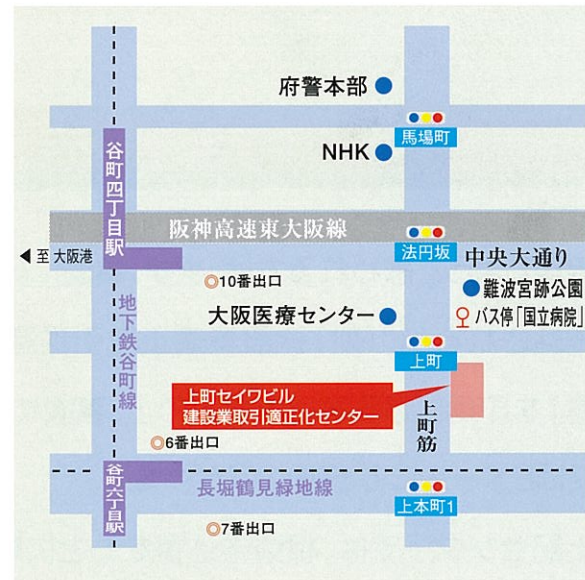 府警本部
馬場町
NHK
谷町四丁目駅
阪神高速東大阪線
法円坂
中央大通り
◀至 大阪港
◎10番出口
難波宮跡公園
大阪医療センター
バス停「国立病院」
地下鉄谷町線
上町
上町セイワビル
建設業取引適正化センター
上町筋
◎6番出口
谷町六丁目駅
長堀鶴見緑地線
上本町1
◎7番出口